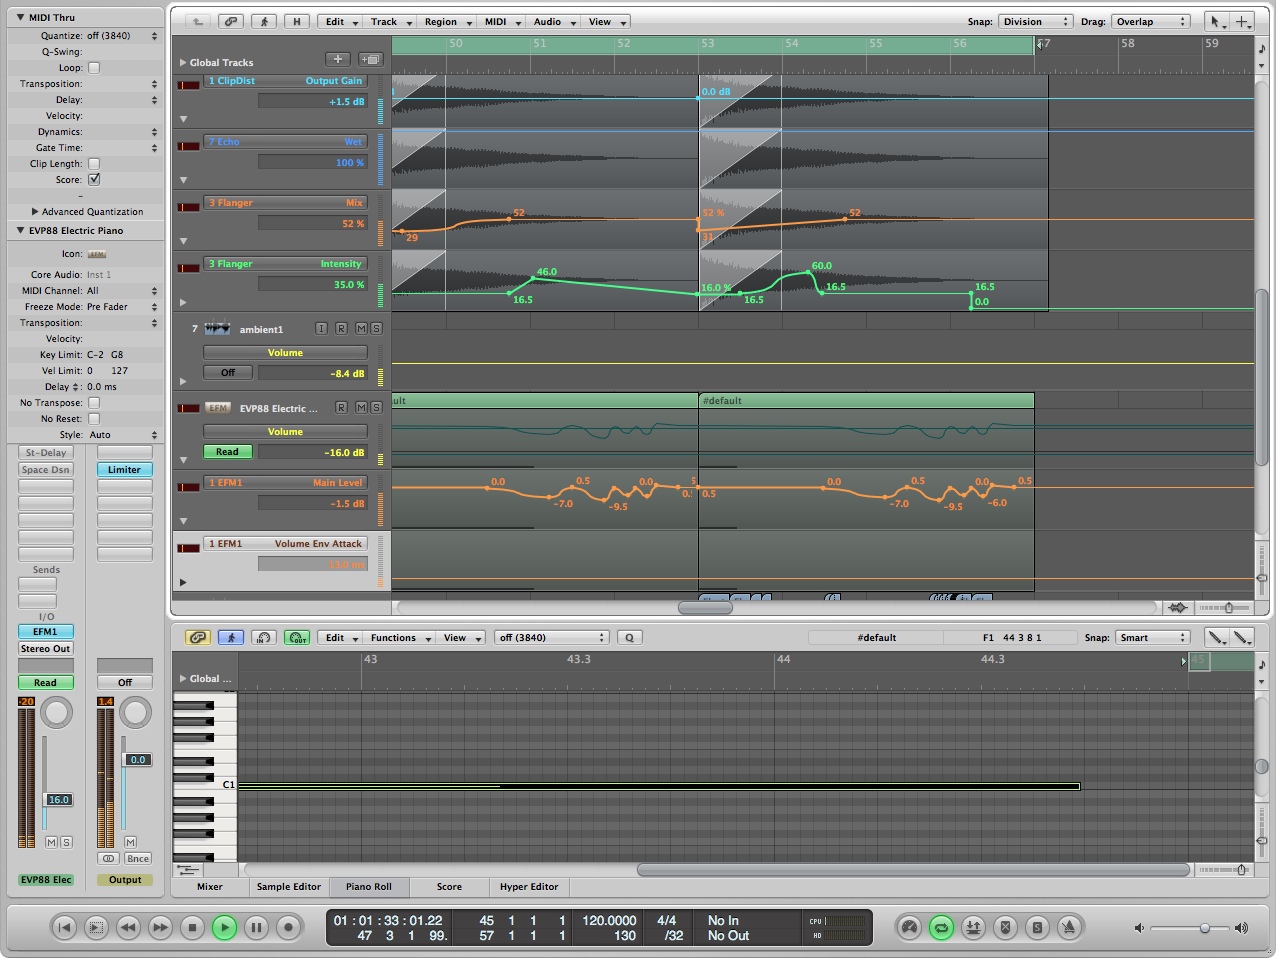 MIDI Thru
Quantize: off (3840)
Q-Swing:
Loop:
Transposition:
Delay:
Velocity:
Dynamics:
Gate Time:
Clip Length:
Score:
Advanced Quantization
EVP88 Electric Piano
Icon:
Core Audio: Inst 1
MIDI Channel: All
Freeze Mode: Pre Fader
Transposition:
Velocity:
Key Limit: C-2 G8
Vel Limit: 0 127
Delay : 0.0 ms
No Transpose:
No Reset:
Style: Auto
St-Delay
Space Dsn Limiter
Sends
I/O
EFM1
Stereo Out
Read Off
-20 1.4
0.0
16.0
M S M
Bnce
EVP88 Elec Output
H Edit Track Region MIDI Audio View Snap: Division Drag: Overlap
50 51 52 53 54 55 56 57 58 59
Global Tracks
1 ClipDist Output Gain
+1.5 dB
0.0 dB
7 Echo Wet
100 %
3 Flanger Mix
52 %
29 52 52 % 31 52
3 Flanger Intensity
35.0 %
16.5 46.0 16.0 % 16.5 60.0 16.5 16.5 0.0
7 ambient1 I R M S
Volume
Off -8.4 dB
EFM EVP88 Electric ... R M S
ult #default
Volume
Read -16.0 dB
1 EFM1 Main Level
-1.5 dB
0.0 -7.0 0.5 -9.5 0.0 0.5 0.0 -7.0 0.5 -9.5 0.0 -6.0 0.5
1 EFM1 Volume Env Attack
IN OUT Edit Functions View off (3840) Q #default F1 44 3 8 1 Snap: Smart
43 43.3 44 44.3 45
Global ...
C1
Mixer Sample Editor Piano Roll Score Hyper Editor
01 : 01 : 33 : 01.22 45 1 1 1 120.0000 4/4 No In CPU
47 3 1 99. 57 1 1 1 130 /32 No Out HD
S